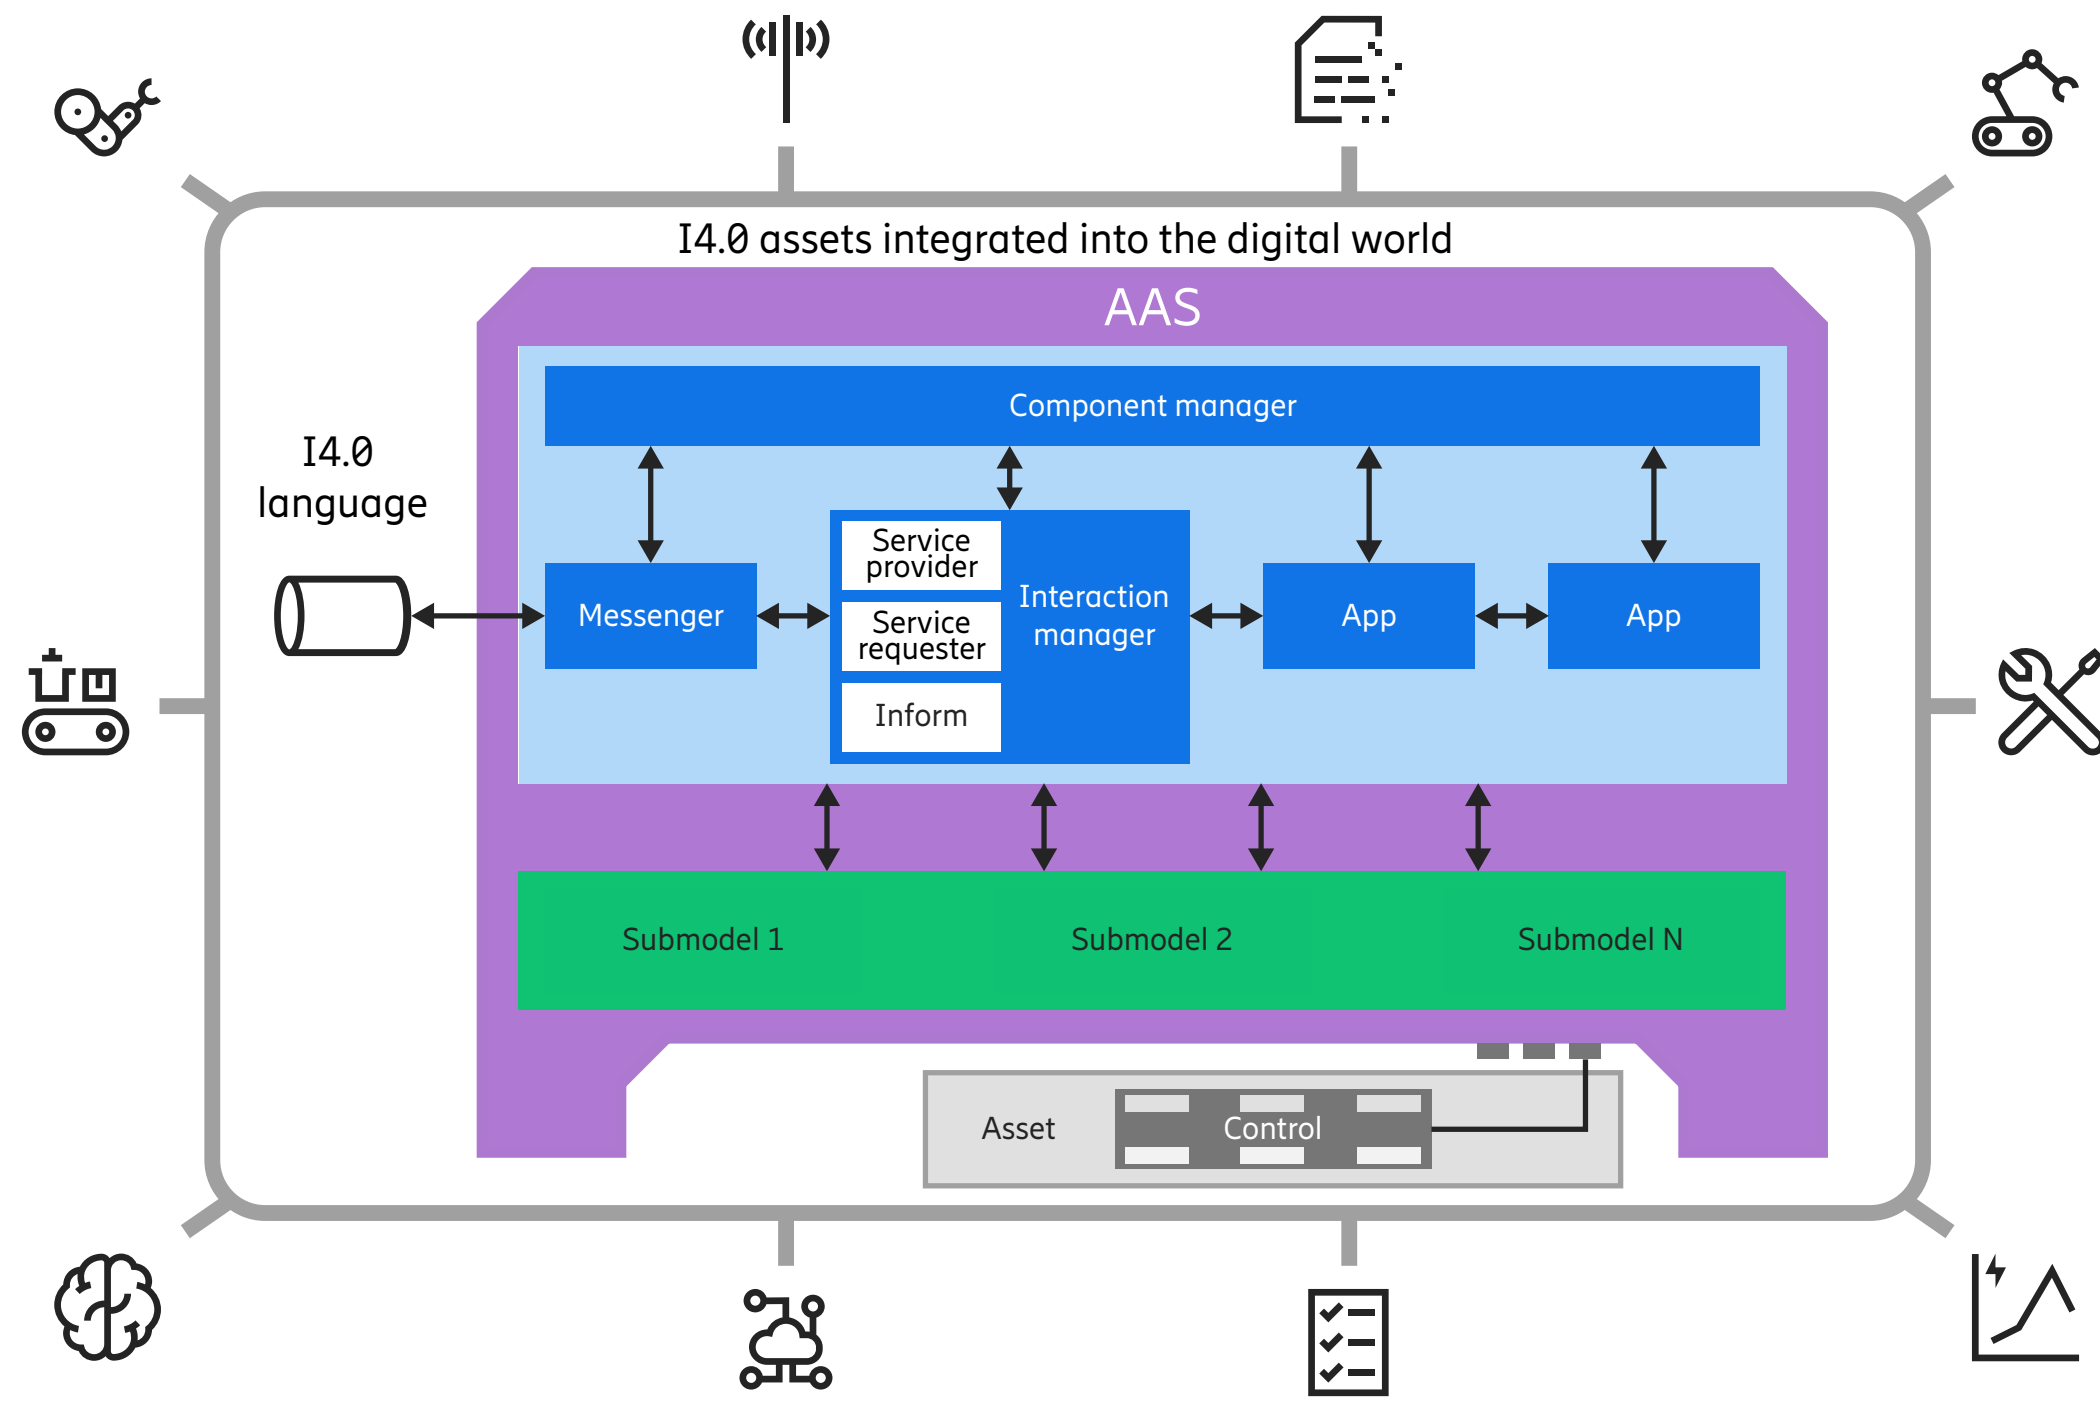 I4.0 assets integrated into the digital world
AAS
Component manager
I4.0
language
Messenger
Service
provider
Service
requester
Inform
Interaction
manager
App
App
Submodel 1
Submodel 2
Submodel N
Asset
Control